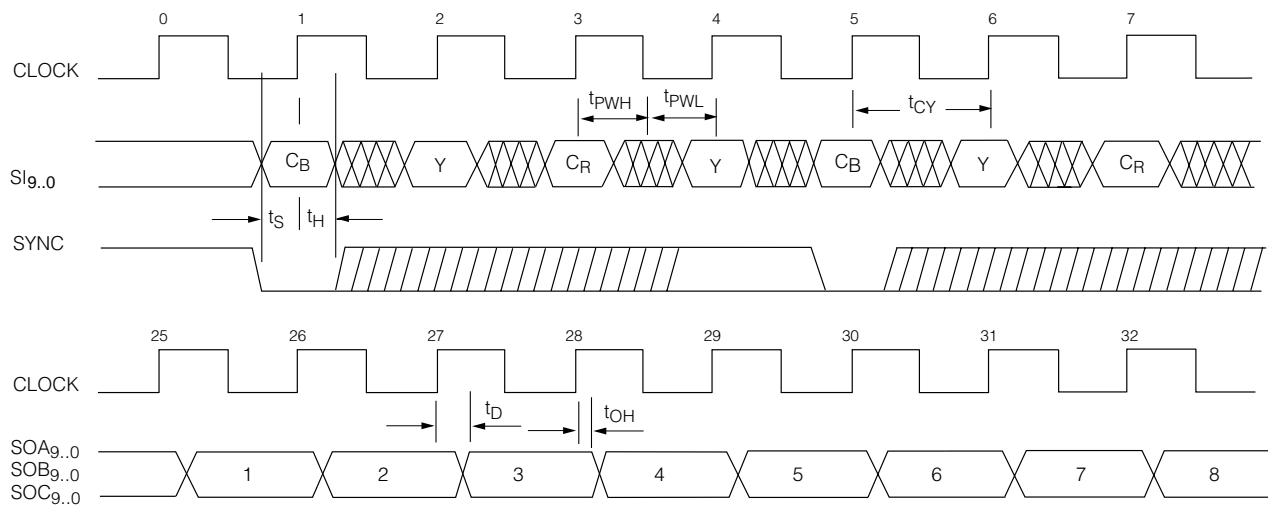 0 1 2 3 4 5 6 7
CLOCK
tPWH tPWL tCY
SI9..0 CB Y CR Y CB Y CR
tS tH
SYNC
25 26 27 28 29 30 31 32
CLOCK
tD tOH
SOA9..0
SOB9..0 1 2 3 4 5 6 7 8
SOC9..0